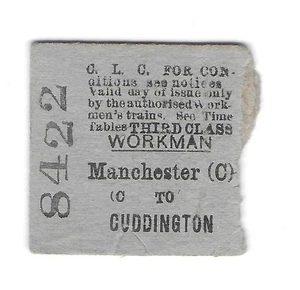 C. L. C. FOR CON-
ditions see notices
Valid day of issue only
by the authorised Work-
men's trains. See Time
Tables THIRD CLASS
WORKMAN
Manchester (C)
(C TO
CUDDINGTON
8422